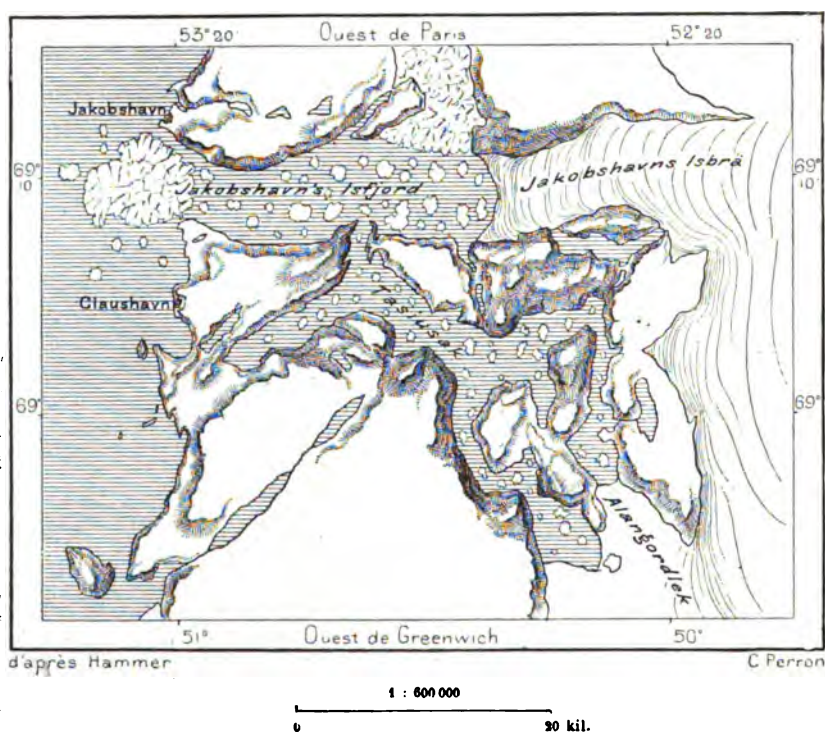 53° 20 Ouest de Paris 52° 20
Jakobshavn
69° 10'
Jakobshavn's Isfjord
Jakobshavns Isbrä
69° 10'
Claushavn
Tasiusak
69°
69°
Alangordlek
51° Ouest de Greenwich 50°
d'après Hammer
C Perron
1 : 600 000
0 20 kil.